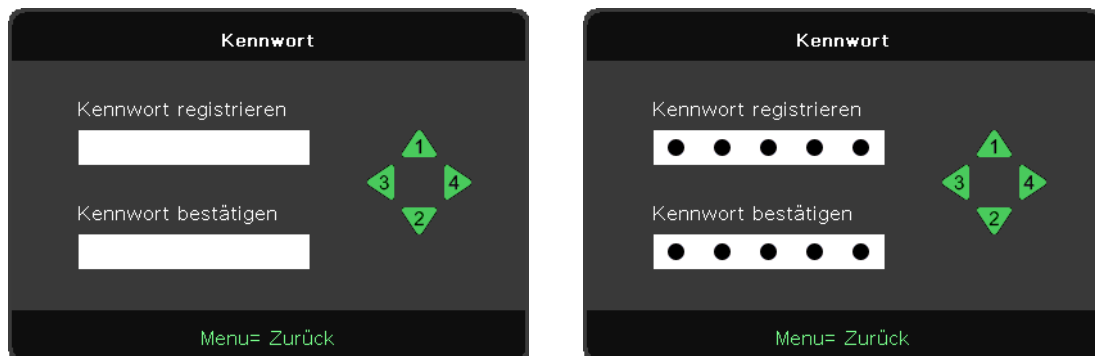 Kennwort
Kennwort registrieren
1
3 4
Kennwort bestätigen
2
Menu= Zurück
Kennwort
Kennwort registrieren
1
3 4
Kennwort bestätigen
2
Menu= Zurück